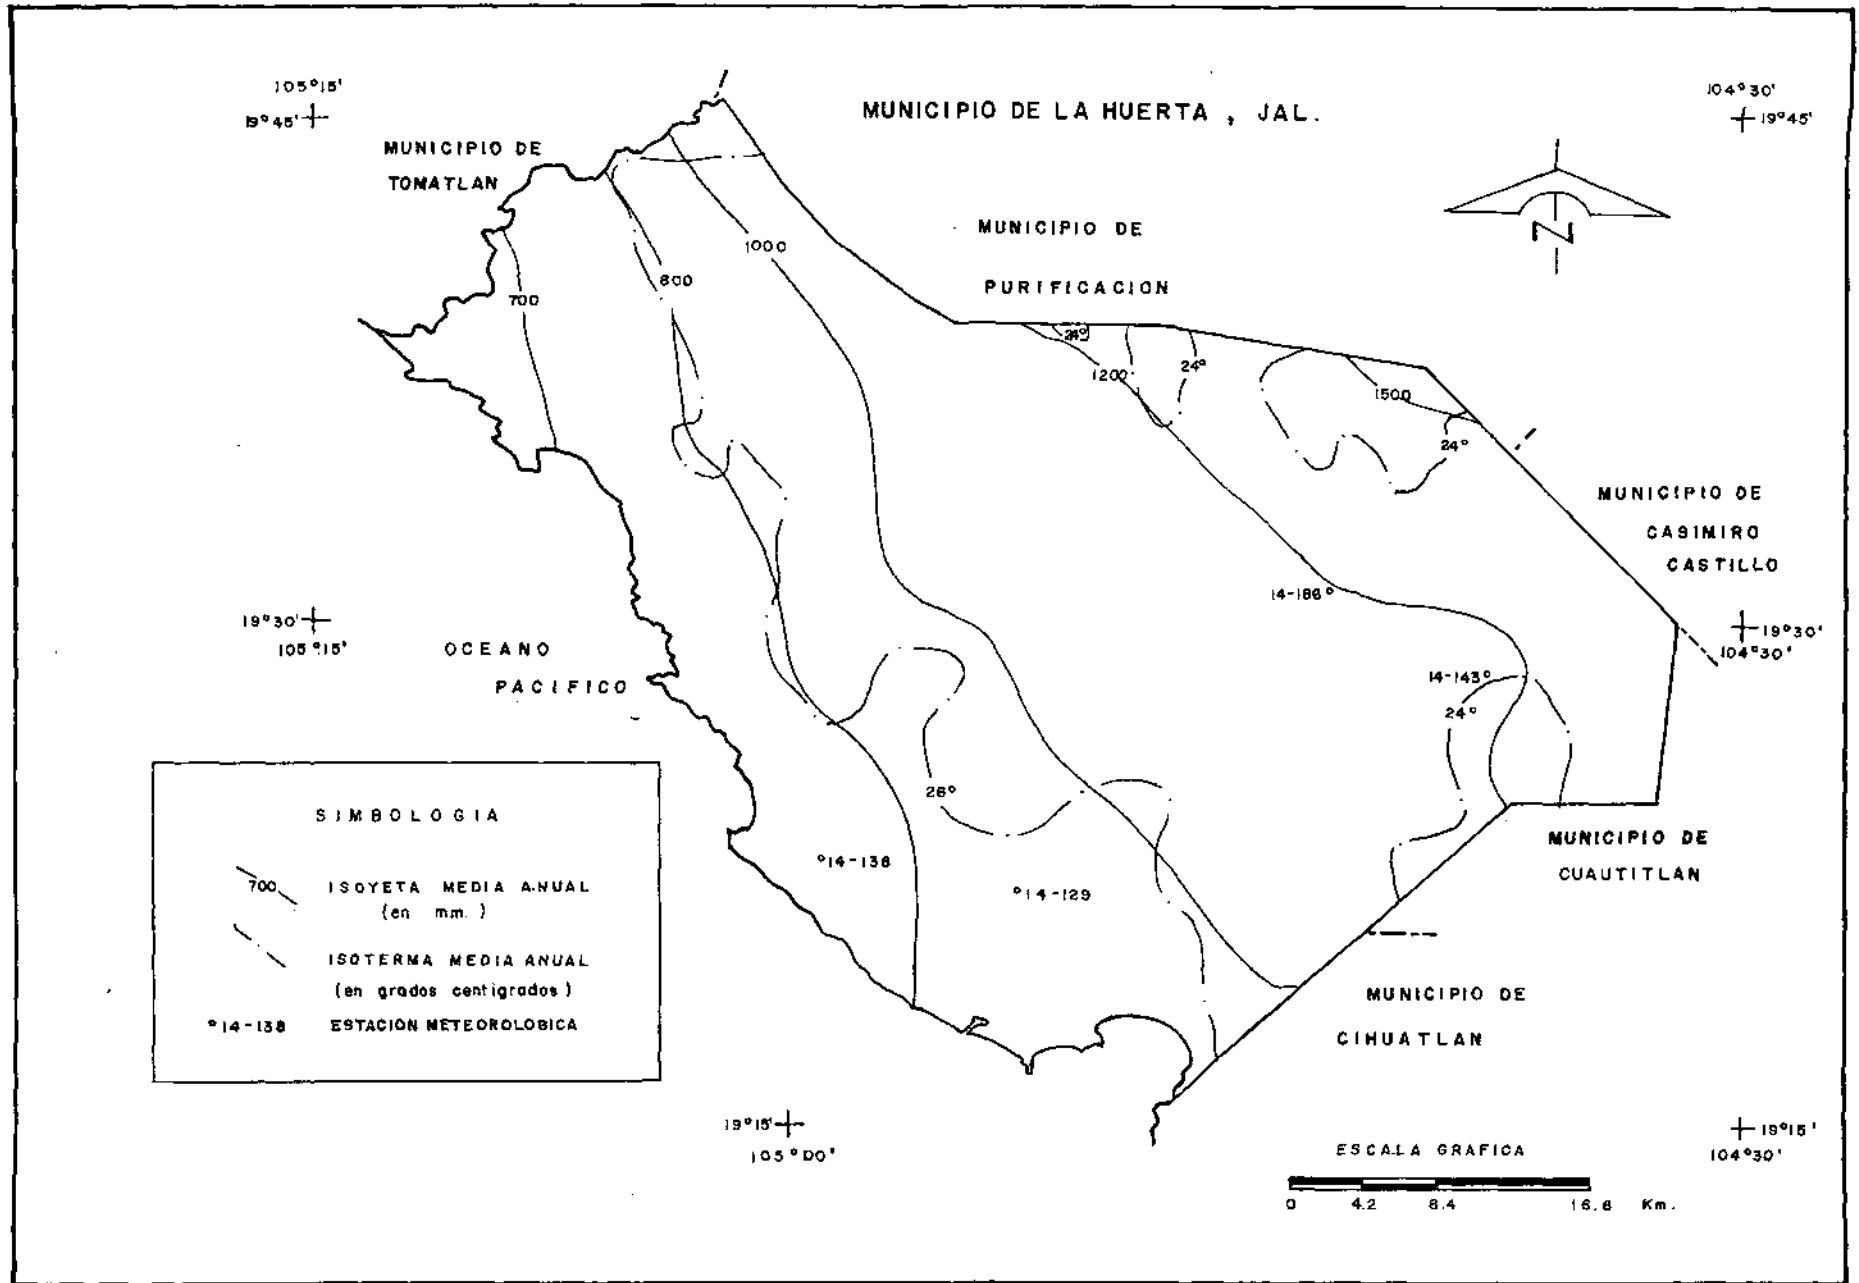 105°15'
19°45'
MUNICIPIO DE LA HUERTA , JAL.
104°30'
19°45'
MUNICIPIO DE
TOMATLAN
MUNICIPIO DE
PURIFICACION
N
1000
800
700
24°
1200
24°
1500
24°
MUNICIPIO DE
CASIMIRO
CASTILLO
14-186°
19°30'
105°15'
19°30'
104°30'
OCEANO
PACIFICO
14-143°
24°
26°
SIMBOLOGIA
700
ISOYETA MEDIA ANUAL
(en mm.)
ISOTERMA MEDIA ANUAL
(en grados centigrados)
°14-138
ESTACION METEOROLOBICA
°14-138
°14-129
MUNICIPIO DE
CUAUTITLAN
MUNICIPIO DE
CIHUATLAN
19°15'
105°00'
19°15'
104°30'
ESCALA GRAFICA
0 4.2 8.4 16.8 Km.